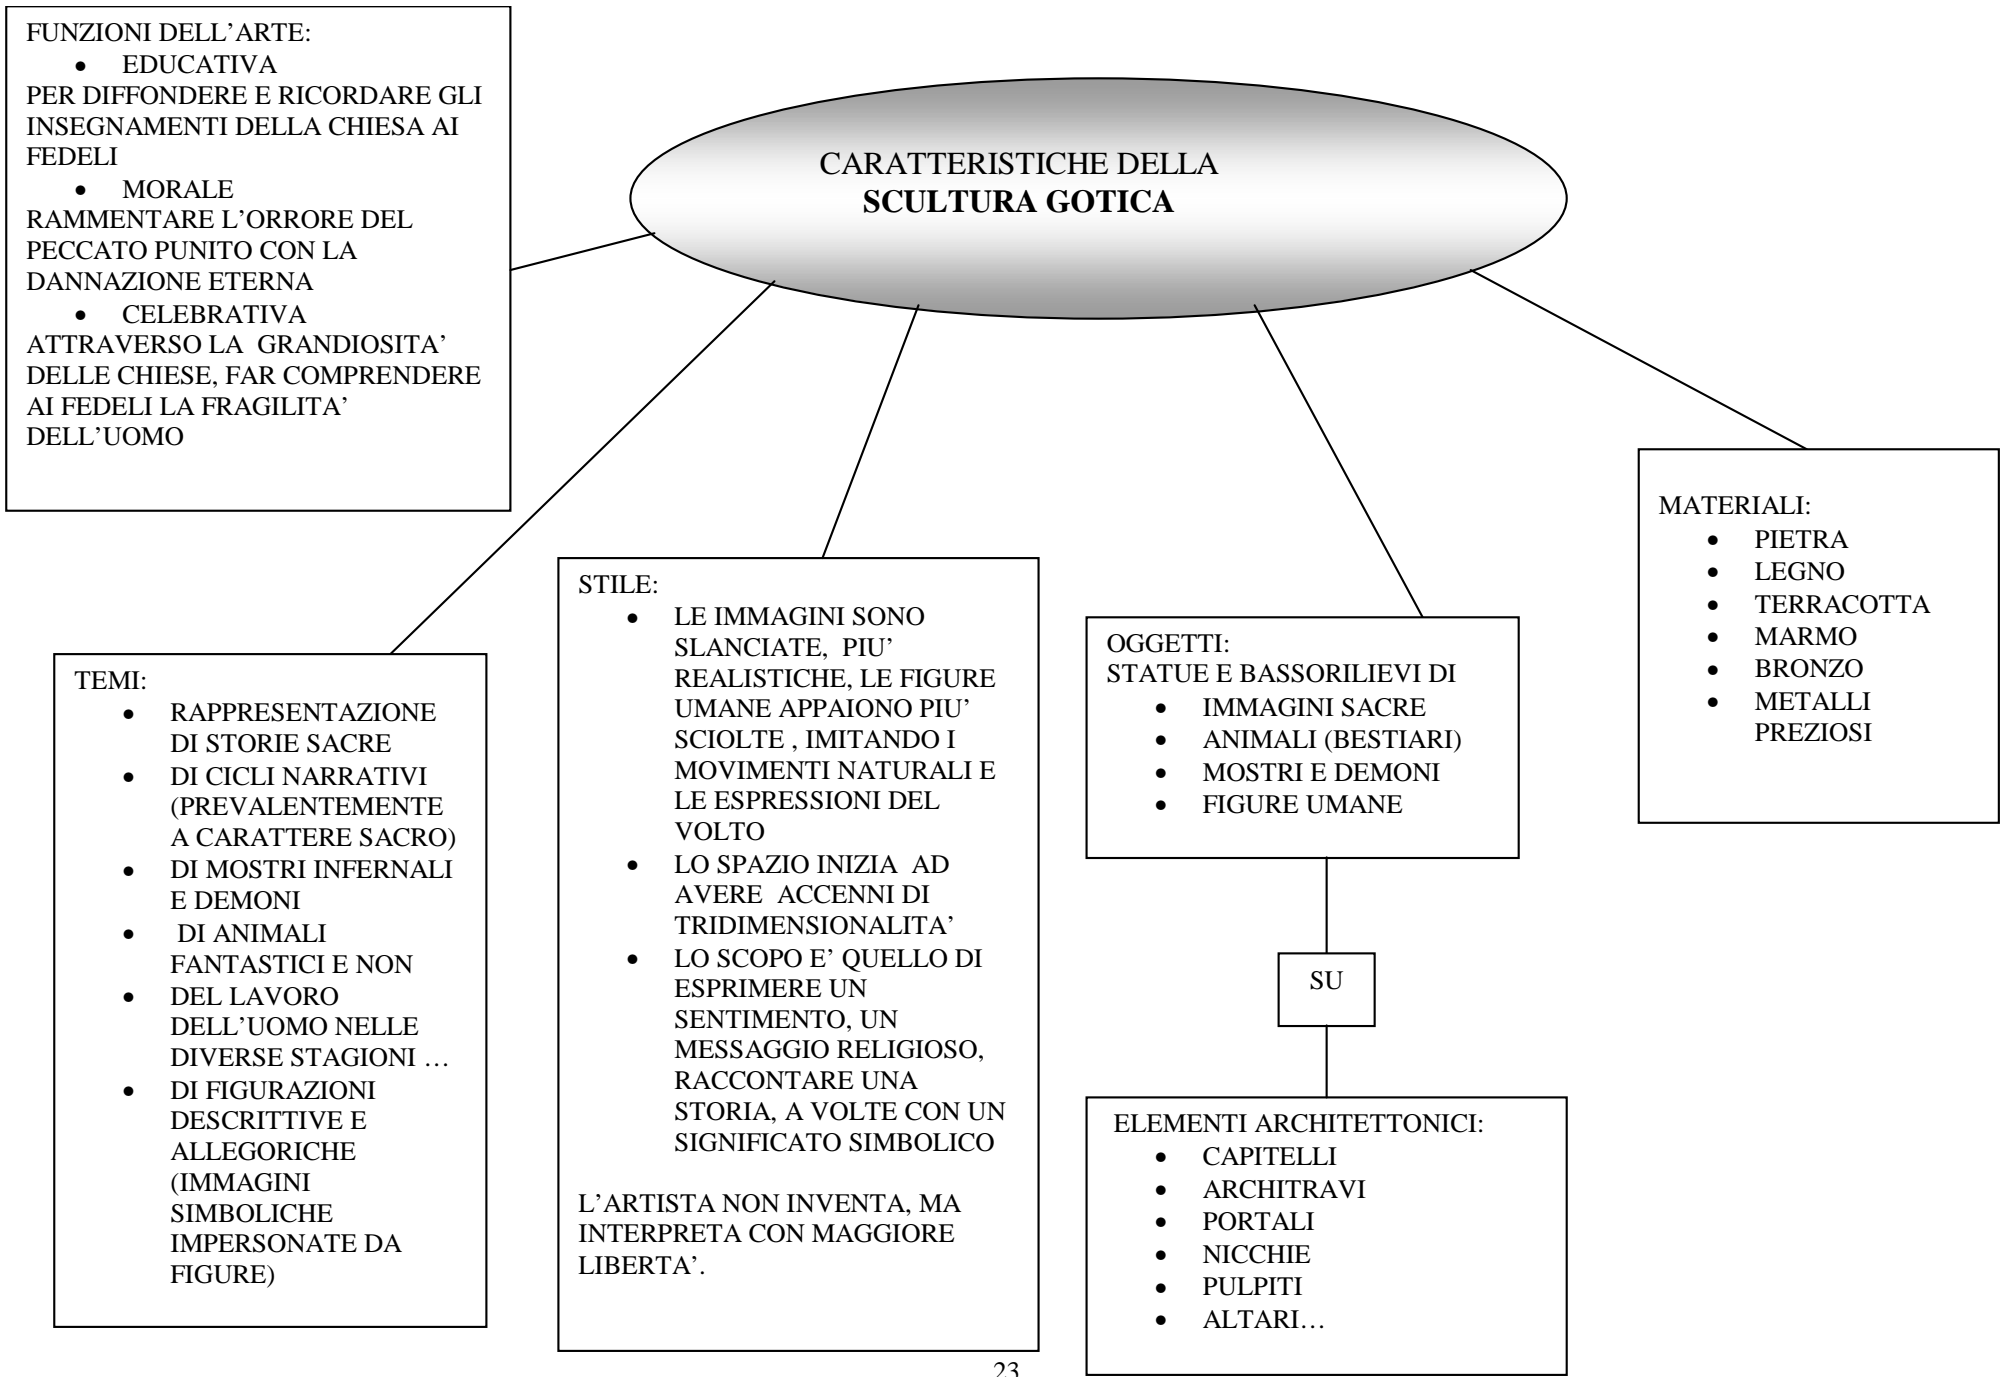 FUNZIONI DELL’ARTE:
• EDUCATIVA
PER DIFFONDERE E RICORDARE GLI
INSEGNAMENTI DELLA CHIESA AI
FEDELI
• MORALE
RAMMENTARE L’ORRORE DEL
PECCATO PUNITO CON LA
DANNAZIONE ETERNA
• CELEBRATIVA
ATTRAVERSO LA GRANDIOSITA’
DELLE CHIESE, FAR COMPRENDERE
AI FEDELI LA FRAGILITA’
DELL’UOMO
CARATTERISTICHE DELLA
SCULTURA GOTICA
TEMI:
• RAPPRESENTAZIONE
DI STORIE SACRE
• DI CICLI NARRATIVI
(PREVALENTEMENTE
A CARATTERE SACRO)
• DI MOSTRI INFERNALI
E DEMONI
• DI ANIMALI
FANTASTICI E NON
• DEL LAVORO
DELL’UOMO NELLE
DIVERSE STAGIONI …
• DI FIGURAZIONI
DESCRITTIVE E
ALLEGORICHE
(IMMAGINI
SIMBOLICHE
IMPERSONATE DA
FIGURE)
STILE:
• LE IMMAGINI SONO
SLANCIATE, PIU’
REALISTICHE, LE FIGURE
UMANE APPAIONO PIU’
SCIOLTE , IMITANDO I
MOVIMENTI NATURALI E
LE ESPRESSIONI DEL
VOLTO
• LO SPAZIO INIZIA AD
AVERE ACCENNI DI
TRIDIMENSIONALITA’
• LO SCOPO E’ QUELLO DI
ESPRIMERE UN
SENTIMENTO, UN
MESSAGGIO RELIGIOSO,
RACCONTARE UNA
STORIA, A VOLTE CON UN
SIGNIFICATO SIMBOLICO
L’ARTISTA NON INVENTA, MA
INTERPRETA CON MAGGIORE
LIBERTA’.
OGGETTI:
STATUE E BASSORILIEVI DI
• IMMAGINI SACRE
• ANIMALI (BESTIARI)
• MOSTRI E DEMONI
• FIGURE UMANE
SU
ELEMENTI ARCHITETTONICI:
• CAPITELLI
• ARCHITRAVI
• PORTALI
• NICCHIE
• PULPITI
• ALTARI…
MATERIALI:
• PIETRA
• LEGNO
• TERRACOTTA
• MARMO
• BRONZO
• METALLI
PREZIOSI
23